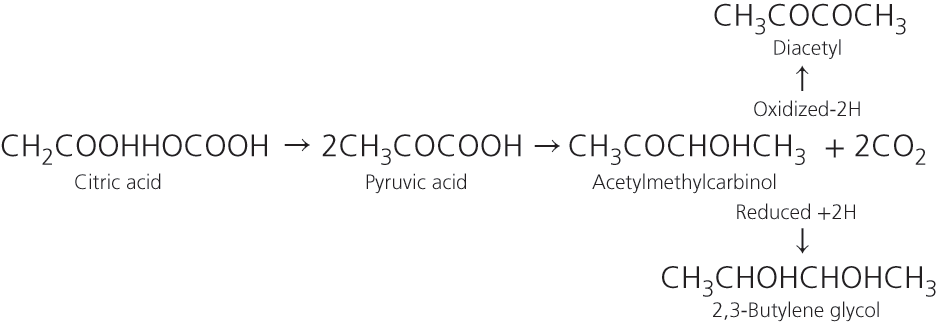 CH₃COCOCH₃
Diacetyl
↑
Oxidized-2H
CH₂COOHHOCOOH → 2CH₃COCOOH → CH₃COCHOHCH₃ + 2CO₂
Citric acid Pyruvic acid Acetylmethylcarbinol
Reduced +2H
↓
CH₃CHOHCHOHCH₃
2,3-Butylene glycol